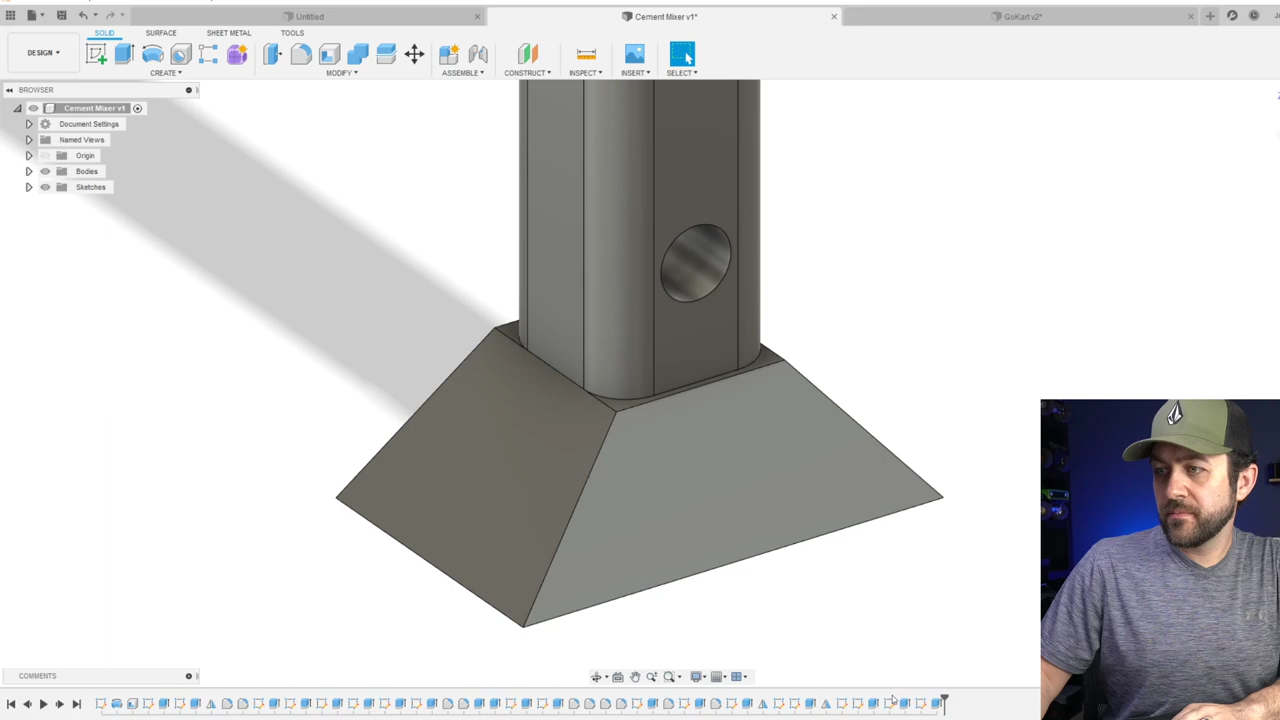 Untitled
Cement Mixer v1*
GoKart v2*
SOLID
SURFACE
SHEET METAL
TOOLS
DESIGN
CREATE
MODIFY
ASSEMBLE
CONSTRUCT
INSPECT
INSERT
SELECT
BROWSER
Cement Mixer v1
Document Settings
Named Views
Origin
Bodies
Sketches
COMMENTS